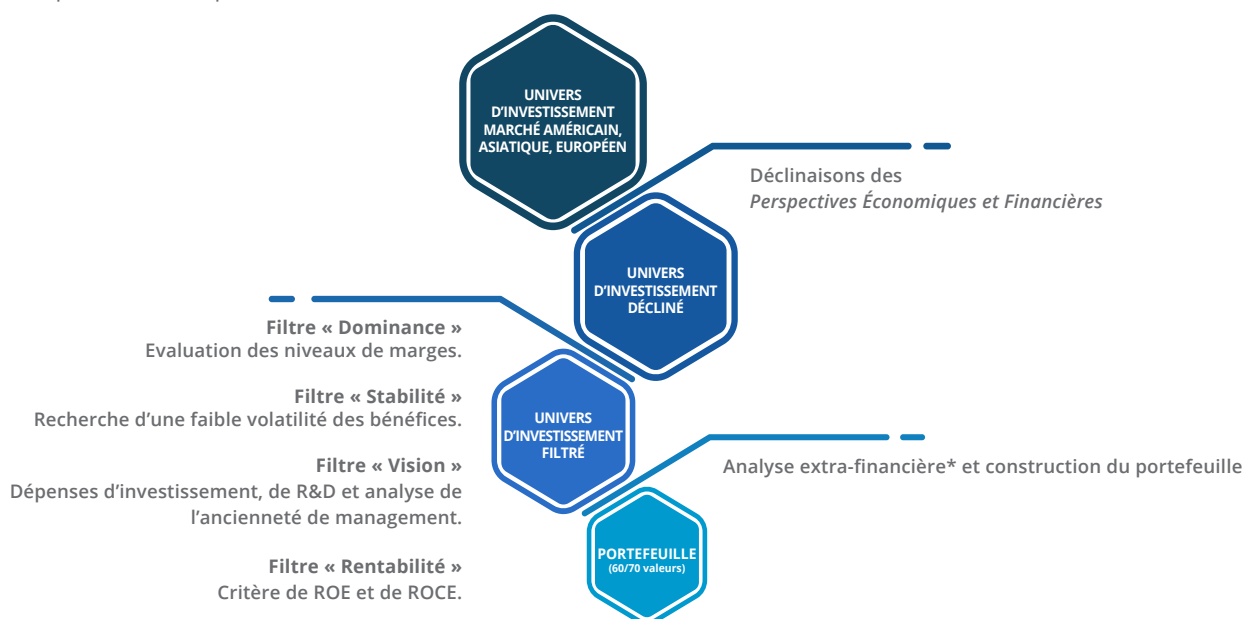 UNIVERS
D’INVESTISSEMENT
MARCHÉ AMÉRICAIN,
ASIATIQUE, EUROPÉEN
Déclinaisons des
Perspectives Économiques et Financières
UNIVERS
D’INVESTISSEMENT
DÉCLINÉ
Filtre « Dominance »
Evaluation des niveaux de marges.
Filtre « Stabilité »
Recherche d’une faible volatilité des bénéfices.
Filtre « Vision »
Dépenses d’investissement, de R&D et analyse de
l’ancienneté de management.
Filtre « Rentabilité »
Critère de ROE et de ROCE.
UNIVERS
D’INVESTISSEMENT
FILTRÉ
Analyse extra-financière* et construction du portefeuille
PORTEFEUILLE
(60/70 valeurs)